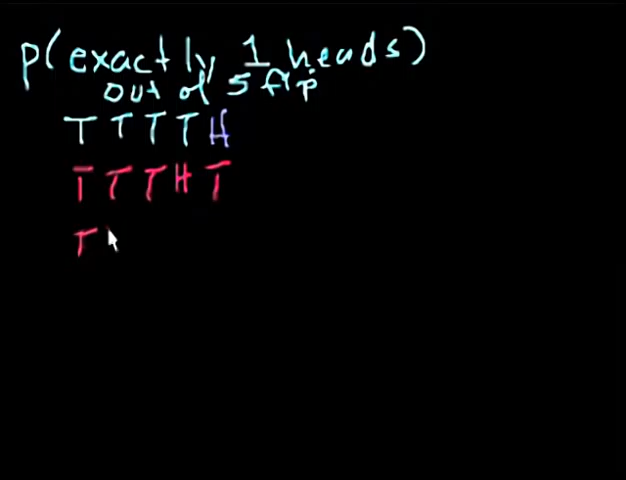 p(exactly 1 heads)
out of 5 flip
T T T T H
T T T H T
T